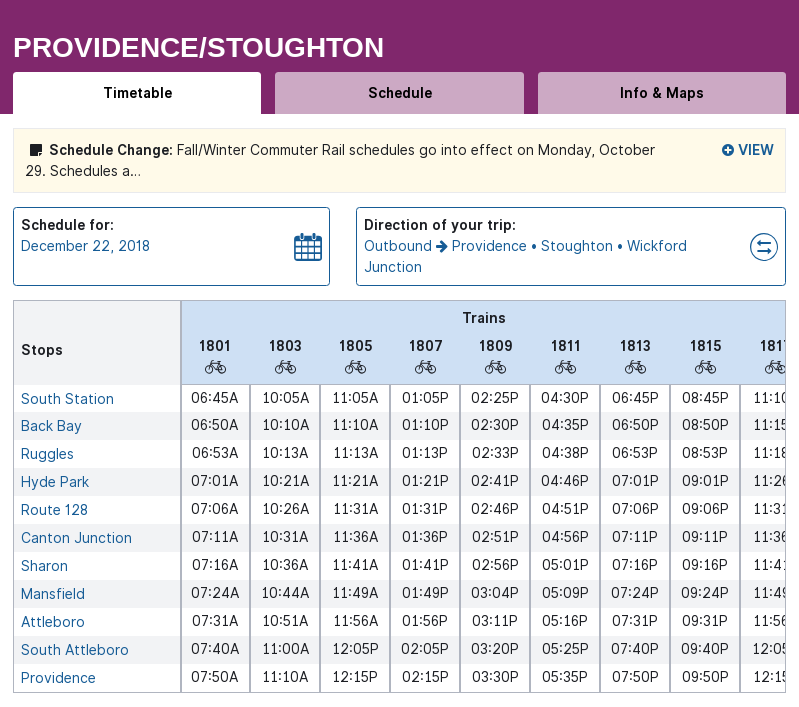 PROVIDENCE/STOUGHTON
Timetable Schedule Info & Maps
Schedule Change: Fall/Winter Commuter Rail schedules go into effect on Monday, October
29. Schedules a...
VIEW
Schedule for:
December 22, 2018
Direction of your trip:
Outbound Providence • Stoughton • Wickford
Junction
Trains
Stops 1801 1803 1805 1807 1809 1811 1813 1815
South Station 06:45A 10:05A 11:05A 01:05P 02:25P 04:30P 06:45P 08:45P
Back Bay 06:50A 10:10A 11:10A 01:10P 02:30P 04:35P 06:50P 08:50P
Ruggles 06:53A 10:13A 11:13A 01:13P 02:33P 04:38P 06:53P 08:53P
Hyde Park 07:01A 10:21A 11:21A 01:21P 02:41P 04:46P 07:01P 09:01P
Route 128 07:06A 10:26A 11:31A 01:31P 02:46P 04:51P 07:06P 09:06P
Canton Junction 07:11A 10:31A 11:36A 01:36P 02:51P 04:56P 07:11P 09:11P
Sharon 07:16A 10:36A 11:41A 01:41P 02:56P 05:01P 07:16P 09:16P
Mansfield 07:24A 10:44A 11:49A 01:49P 03:04P 05:09P 07:24P 09:24P
Attleboro 07:31A 10:51A 11:56A 01:56P 03:11P 05:16P 07:31P 09:31P
South Attleboro 07:40A 11:00A 12:05P 02:05P 03:20P 05:25P 07:40P 09:40P
Providence 07:50A 11:10A 12:15P 02:15P 03:30P 05:35P 07:50P 09:50P